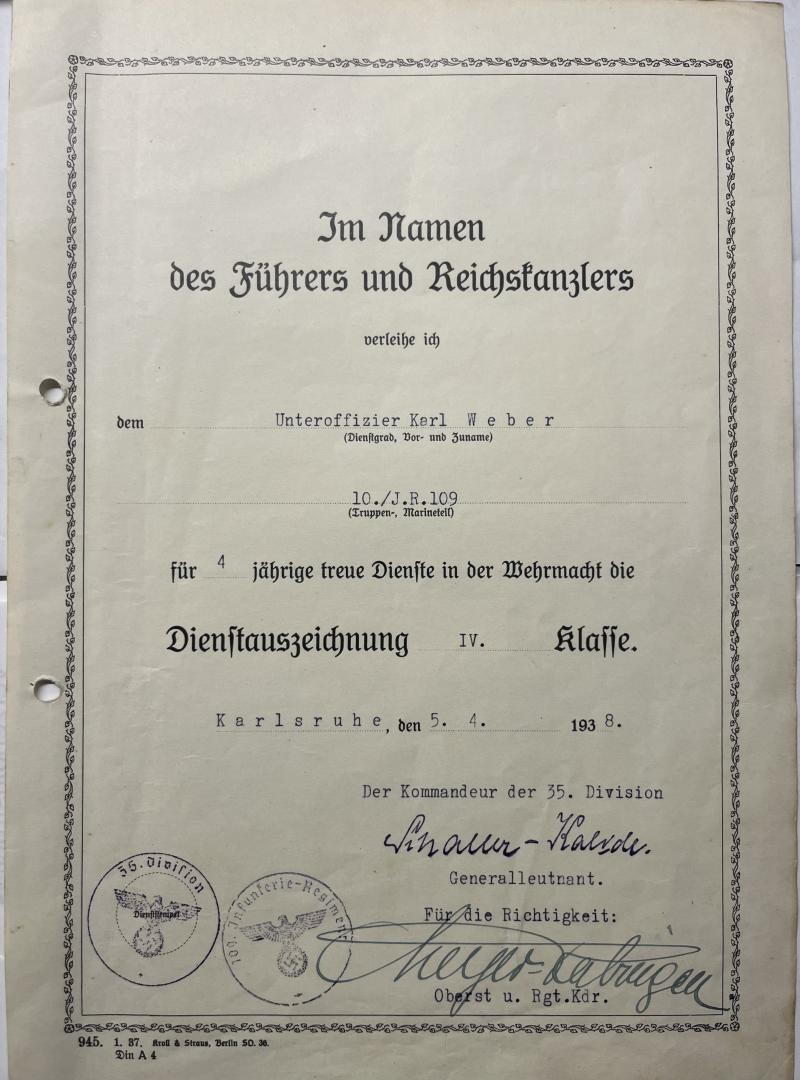 Im Namen
des Führers und Reichskanzlers
verleihe ich
dem Unteroffizier Karl W e b e r
(Dienstgrad, Vor- und Zuname)
10./J.R.109
(Truppen-, Marineteil)
für 4 jährige treue Dienste in der Wehrmacht die
Dienstauszeichnung IV. Klasse.
K a r l s r u h e, den 5. 4. 1938.
Der Kommandeur der 35. Division
Generalleutnant.
Für die Richtigkeit:
Oberst u. Rgt.Kdr.
35. Division
Dienststempel
109. Infanterie-Regiment
945. 1. 37. Kroll & Straus, Berlin SO. 36.
Din A 4